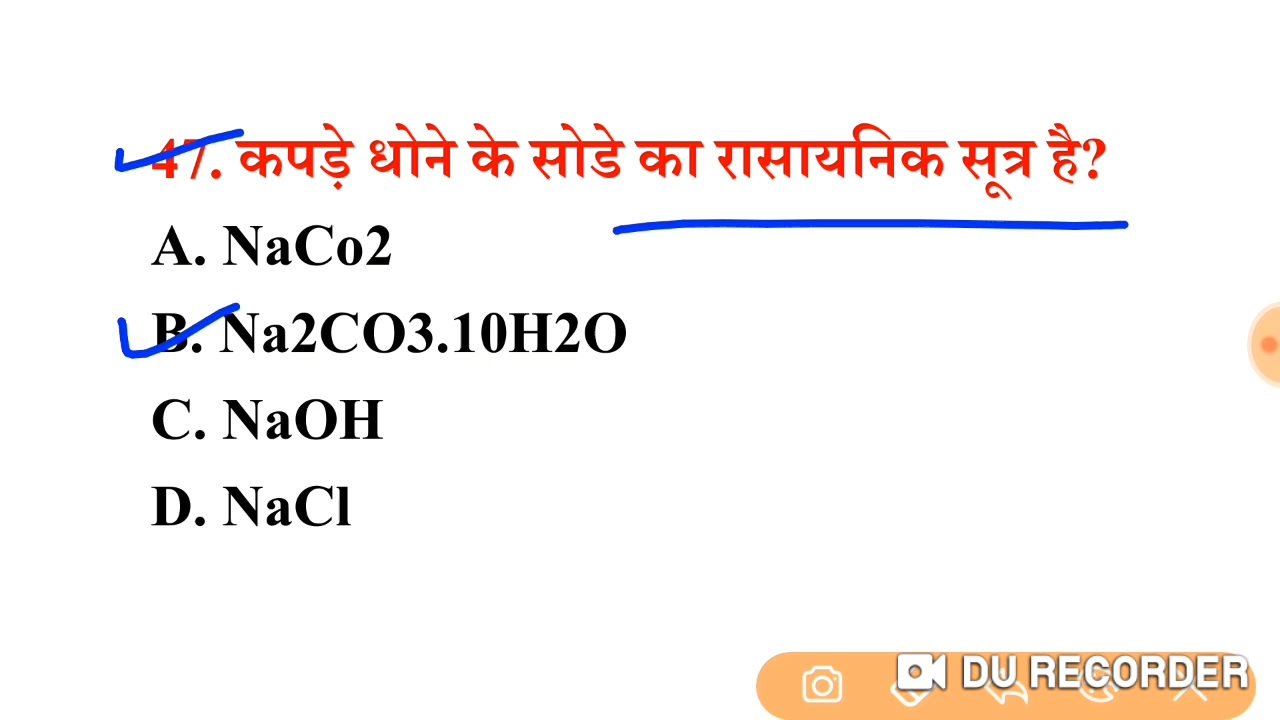 47. कपड़े धोने के सोडे का रासायनिक सूत्र है?
A. NaCo2
B. Na2CO3.10H2O
C. NaOH
D. NaCl
DU RECORDER